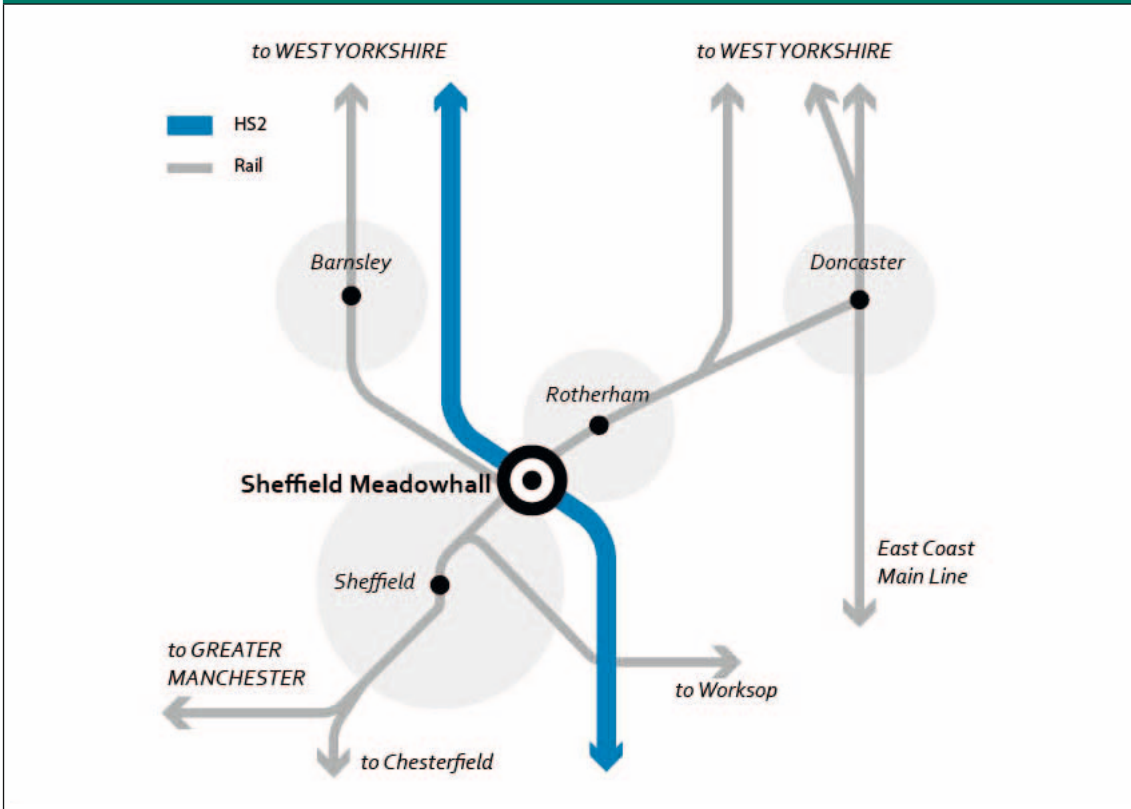 to WEST YORKSHIRE
to WEST YORKSHIRE
HS2
Rail
Barnsley
Doncaster
Rotherham
Sheffield Meadowhall
Sheffield
East Coast
Main Line
to GREATER
MANCHESTER
to Worksop
to Chesterfield